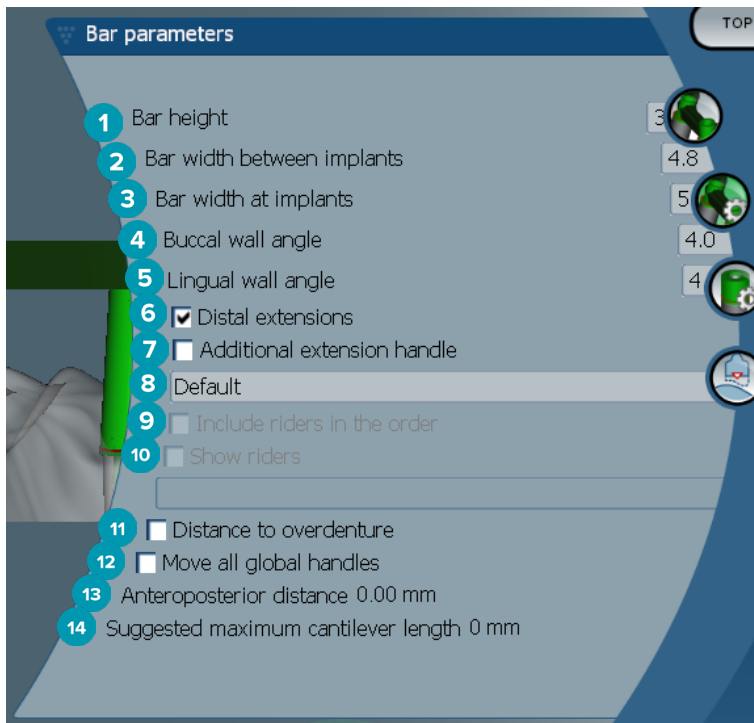 TOP
Bar parameters
1 Bar height 3
2 Bar width between implants 4.8
3 Bar width at implants 5
4 Buccal wall angle 4.0
5 Lingual wall angle 4
6 Distal extensions
7 Additional extension handle
8 Default
9 Include riders in the order
10 Show riders
11 Distance to overdenture
12 Move all global handles
13 Anteroposterior distance 0.00 mm
14 Suggested maximum cantilever length 0 mm